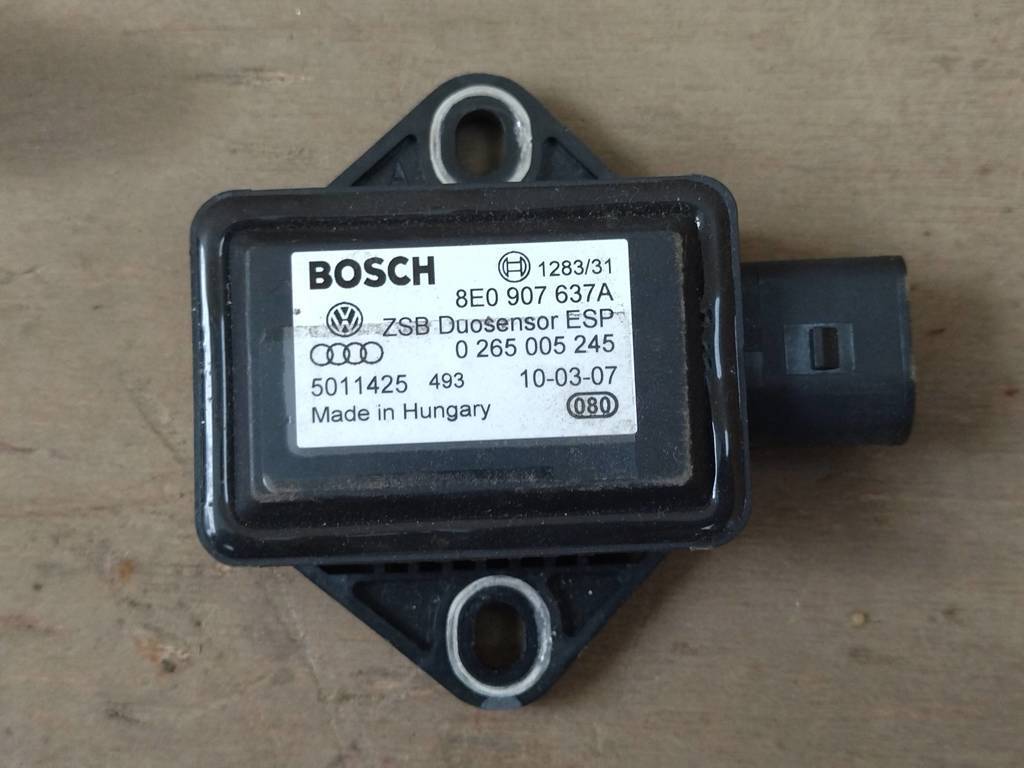 BOSCH 1283/31
8E0 907 637A
ZSB Duosensor ESP
0 265 005 245
5011425 493 10-03-07
Made in Hungary 080